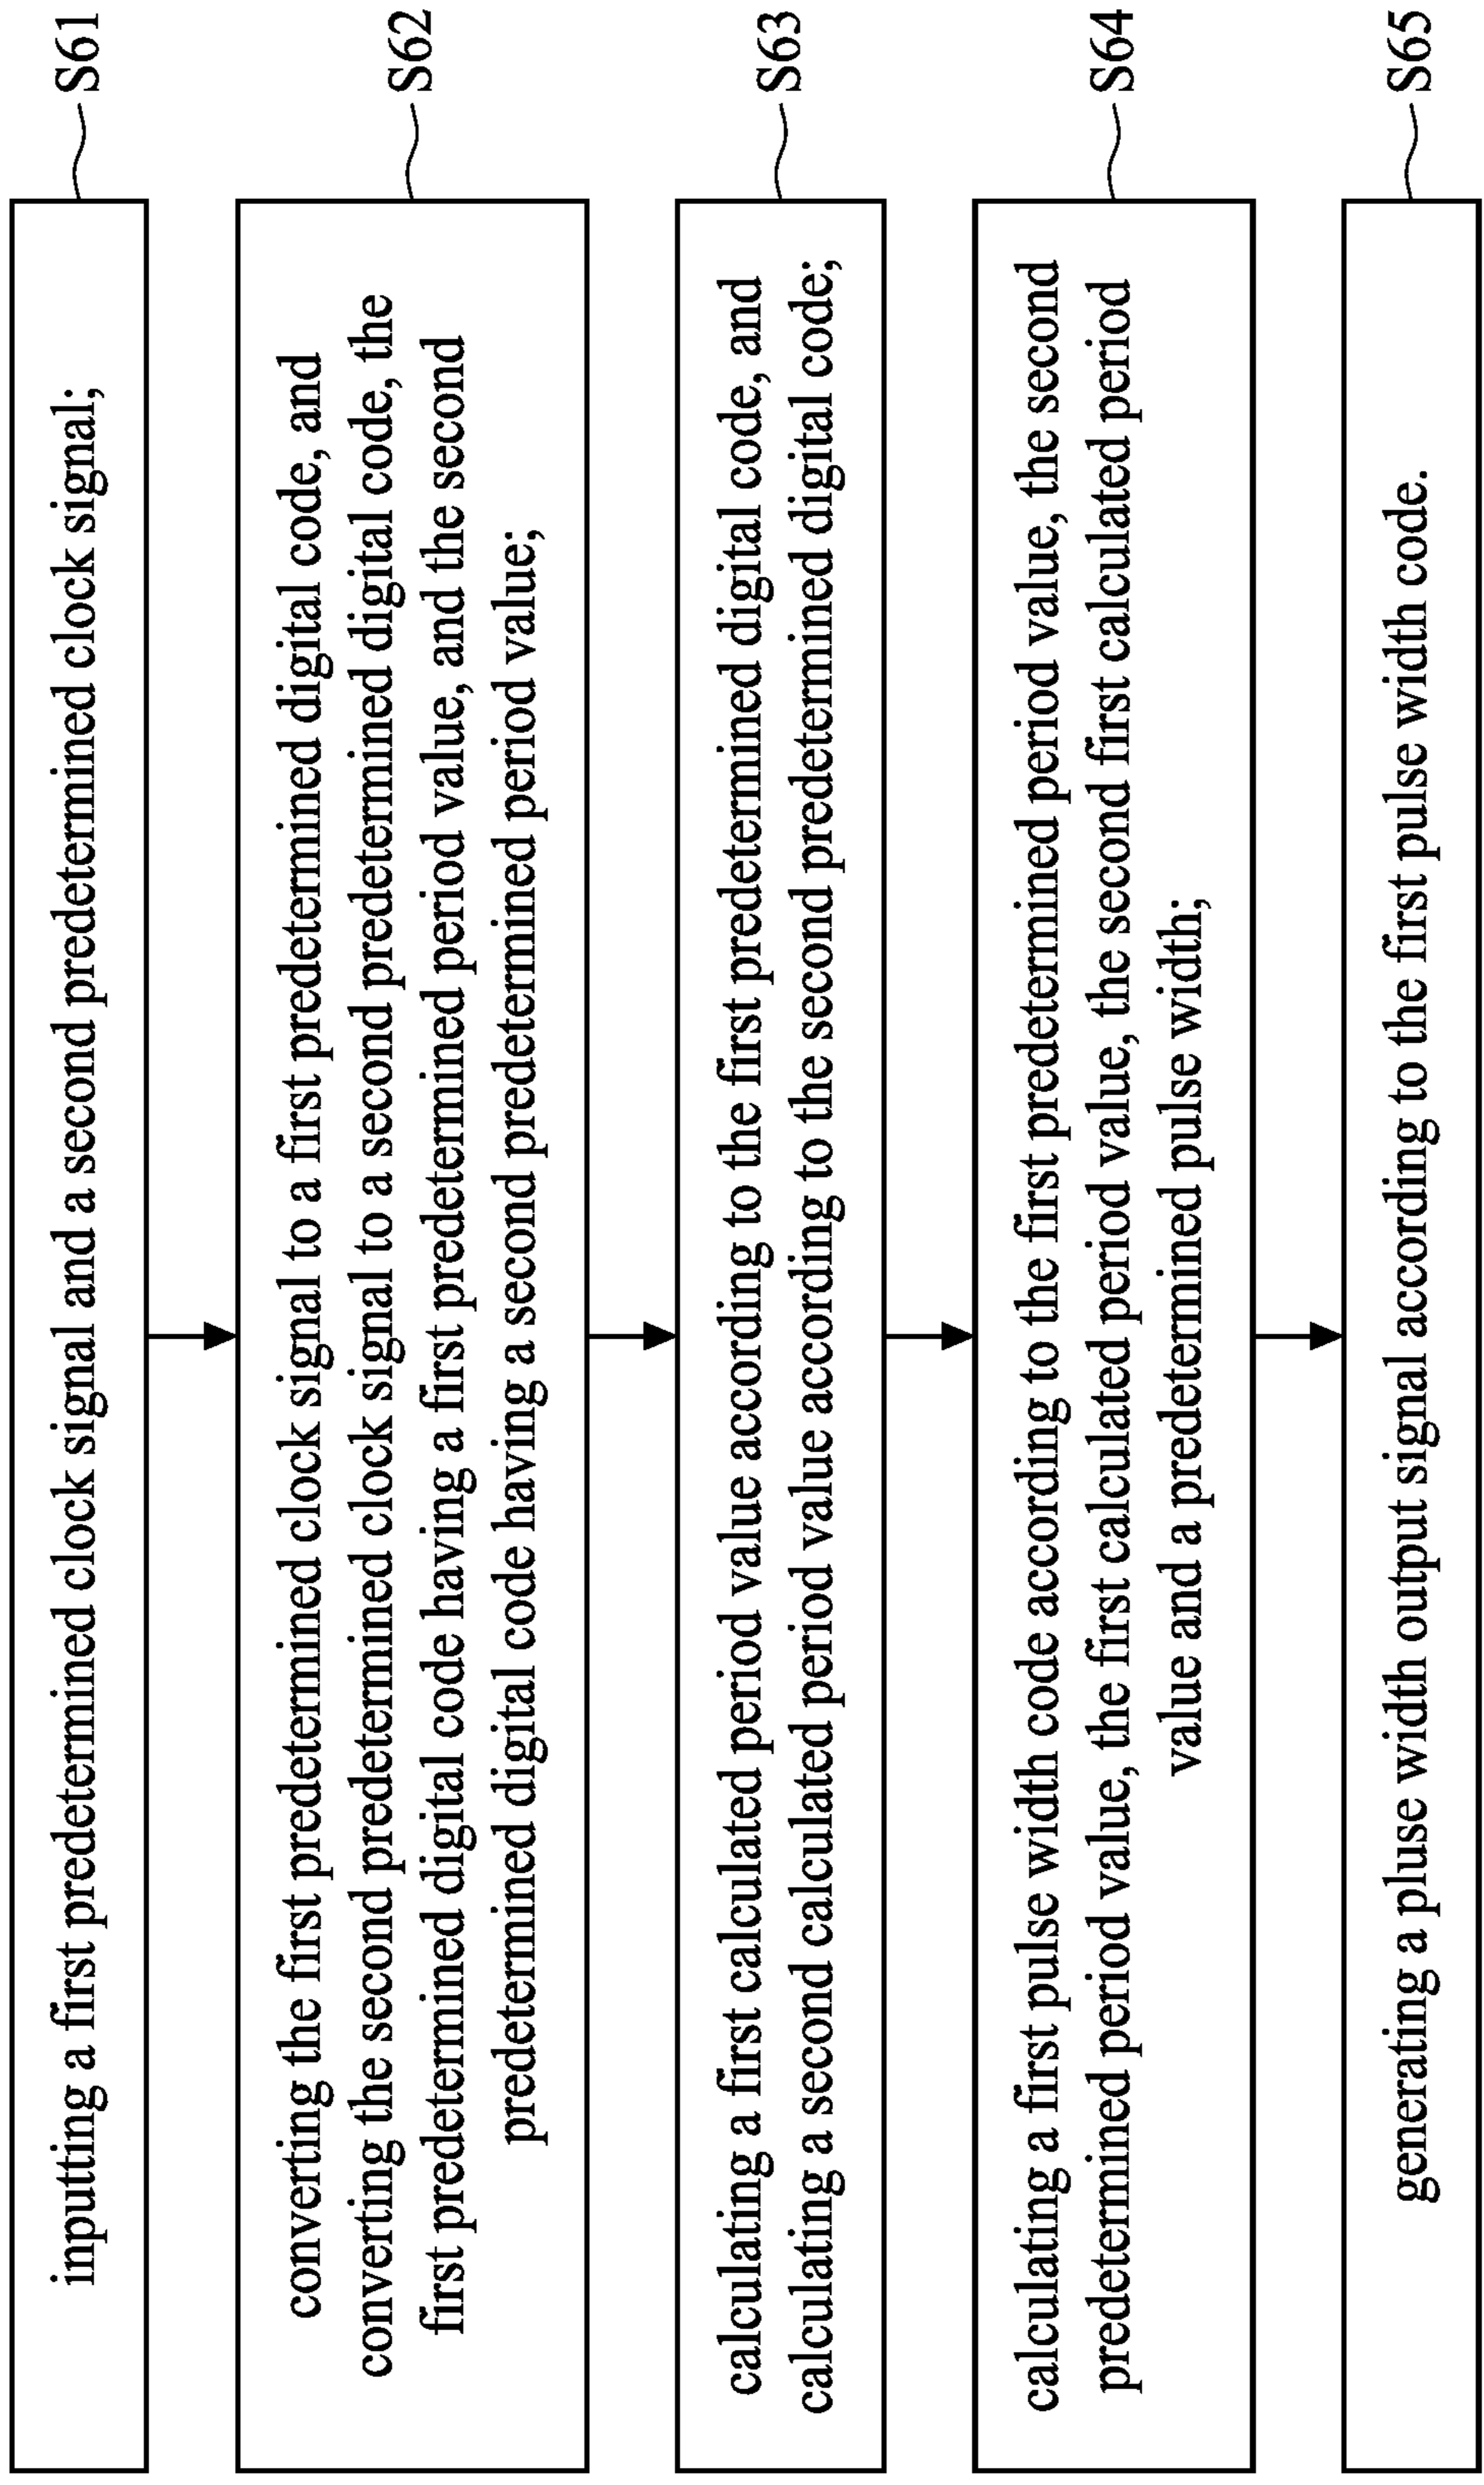 inputting a first predetermined clock signal and a second predetermined clock signal;
S61
converting the first predetermined clock signal to a first predetermined digital code, and
converting the second predetermined clock signal to a second predetermined digital code, the
first predetermined digital code having a first predetermined period value, and the second
predetermined digital code having a second predetermined period value;
S62
calculating a first calculated period value according to the first predetermined digital code, and
calculating a second calculated period value according to the second predetermined digital code;
S63
calculating a first pulse width code according to the first predetermined period value, the second
predetermined period value, the first calculated period value, the second first calculated period
value and a predetermined pulse width;
S64
generating a pluse width output signal according to the first pulse width code.
S65